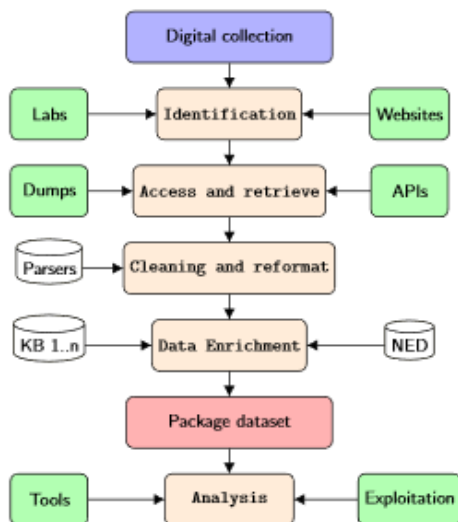 Digital collection
Labs Identification Websites
Dumps Access and retrieve APIs
Parsers Cleaning and reformat
KB 1..n Data Enrichment NED
Package dataset
Tools Analysis Exploitation